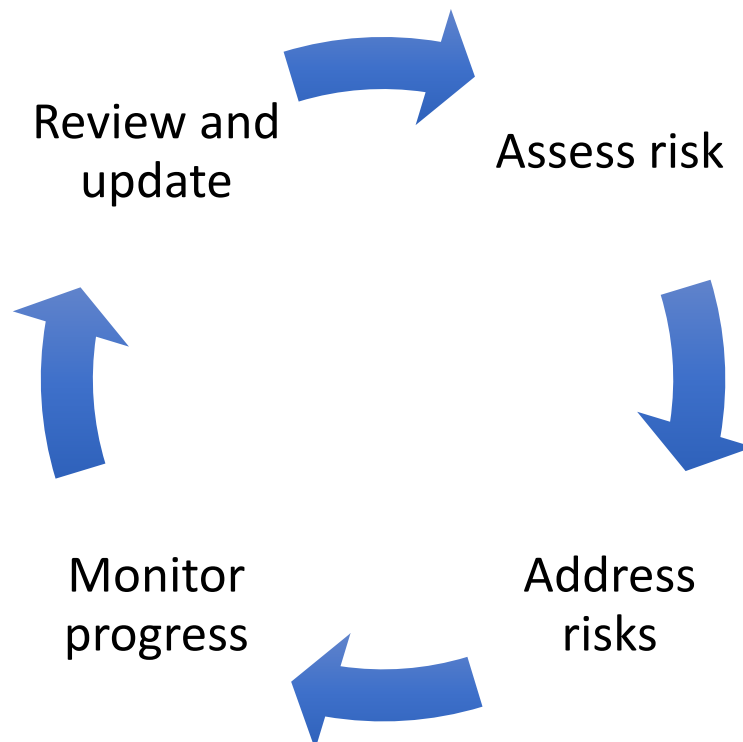 Review and
update
Assess risk
Address
risks
Monitor
progress